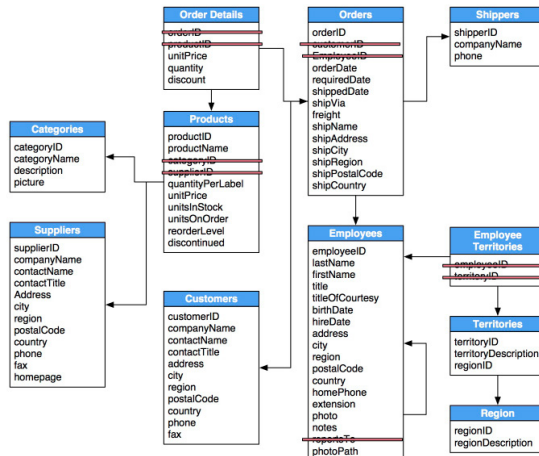 Order Details
orderID
productID
unitPrice
quantity
discount
Orders
orderID
customerID
EmployeeID
orderDate
requiredDate
shippedDate
shipVia
freight
shipName
shipAddress
shipCity
shipRegion
shipPostalCode
shipCountry
Shippers
shipperID
companyName
phone
Products
productID
productName
categoryID
supplierID
quantityPerLabel
unitPrice
unitsInStock
unitsOnOrder
reorderLevel
discontinued
Categories
categoryID
categoryName
description
picture
Suppliers
supplierID
companyName
contactName
contactTitle
Address
city
region
postalCode
country
phone
fax
homepage
Customers
customerID
companyName
contactName
contactTitle
address
city
region
postalCode
country
phone
fax
Employees
employeeID
lastName
firstName
title
titleOfCourtesy
birthDate
hireDate
address
city
region
postalCode
country
homePhone
extension
photo
notes
reportsTo
photoPath
Employee
Territories
employeeID
territoryID
Territories
territoryID
territoryDescription
regionID
Region
regionID
regionDescription